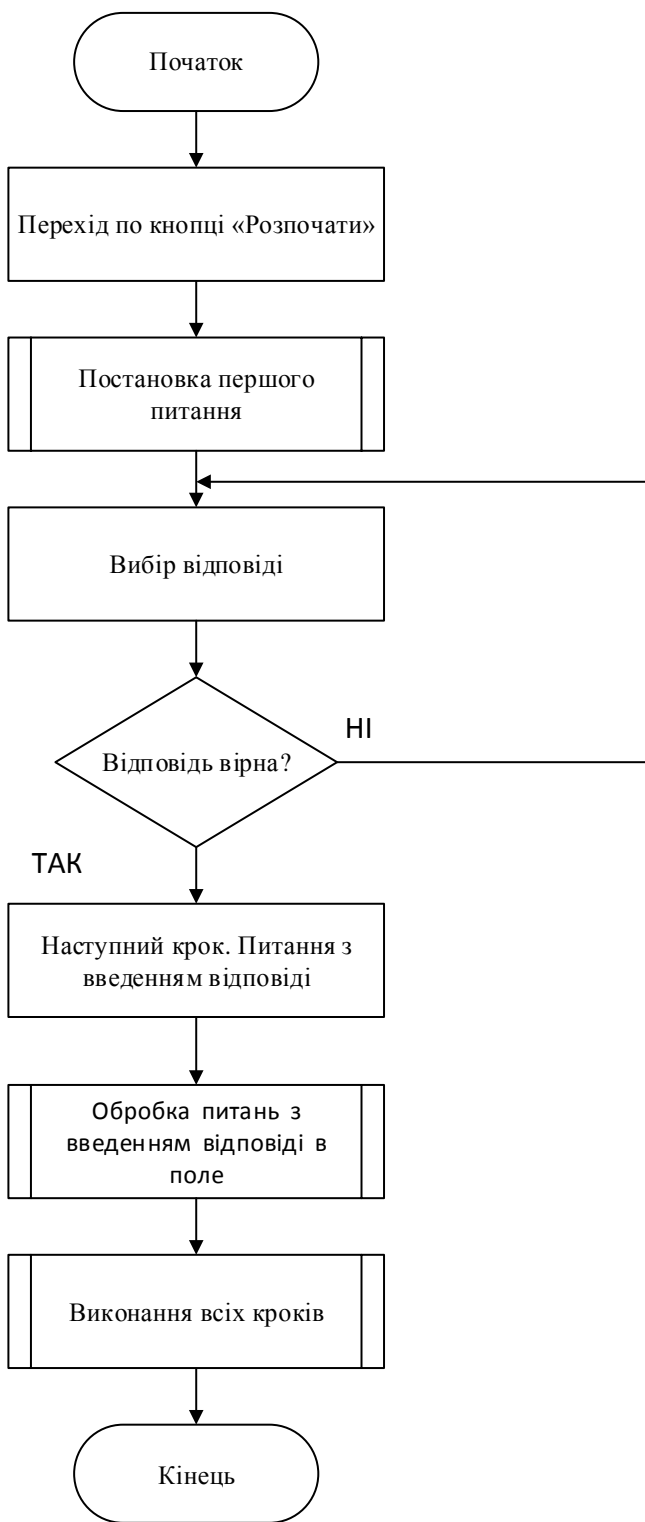 Початок
Перехід по кнопці «Розпочати»
Постановка першого
питання
Вибір відповіді
НІ
Відповідь вірна?
ТАК
Наступний крок. Питання з
введенням відповіді
Обробка питань з
введенням відповіді в
поле
Виконання всіх кроків
Кінець